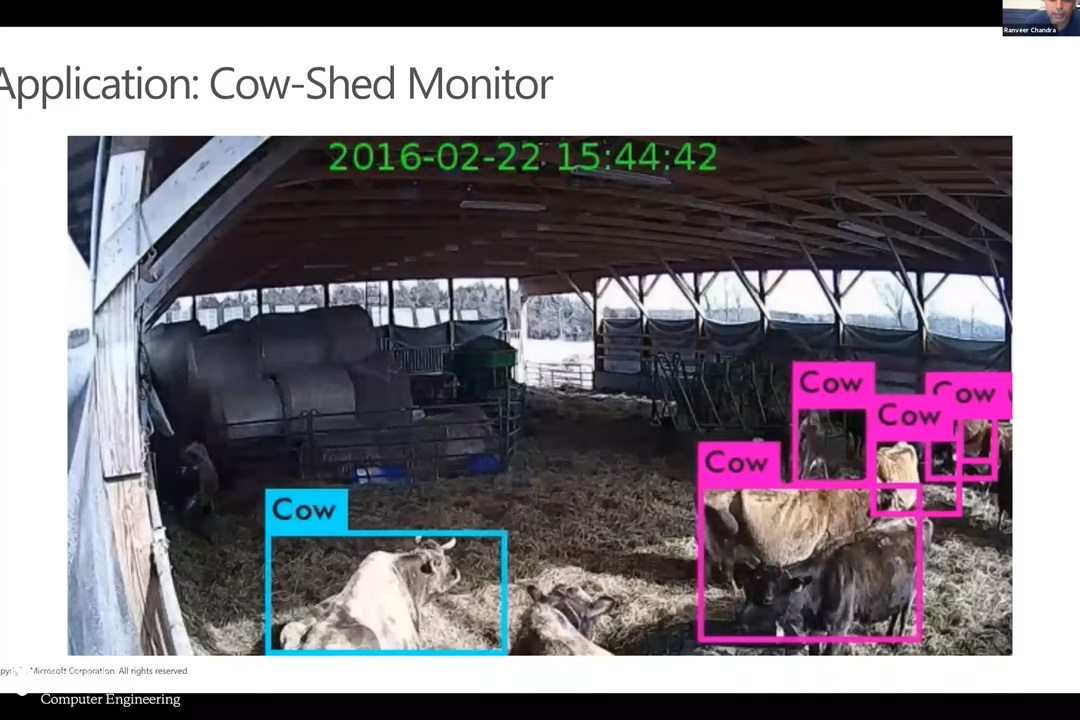 Ranveer Chandra
Application: Cow-Shed Monitor
2016-02-22 15:44:42
Cow
Cow
Cow
Cow
Cow
Microsoft Corporation. All rights reserved.
Computer Engineering